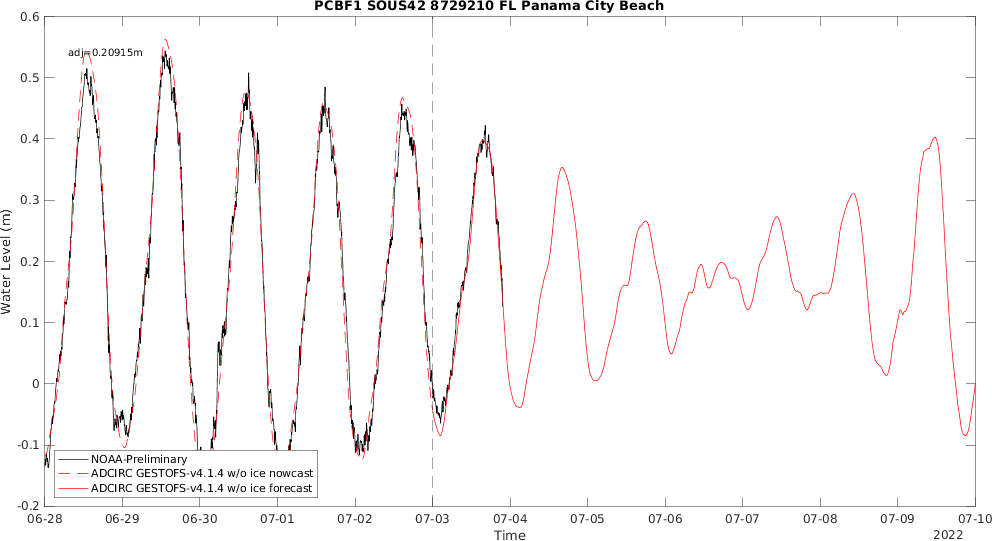 PCBF1 SOUS42 8729210 FL Panama City Beach
0.6
adj=0.20915m
0.5
0.4
0.3
0.2
0.1
0
-0.1
-0.2
Water Level (m)
NOAA-Preliminary
ADCIRC GESTOFS-v4.1.4 w/o ice nowcast
ADCIRC GESTOFS-v4.1.4 w/o ice forecast
06-28 06-29 06-30 07-01 07-02 07-03 07-04 07-05 07-06 07-07 07-08 07-09 07-10
Time
2022